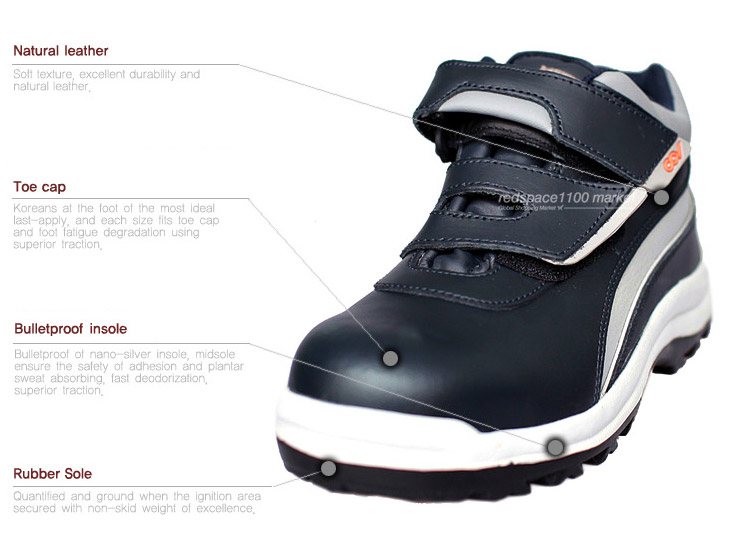 Natural leather
Soft texture, excellent durability and
natural leather.
Toe cap
Koreans at the foot of the most ideal
last-apply, and each size fits toe cap
and foot fatigue degradation using
superior traction.
redspace1100 marke
Global Shopping Market
Bulletproof insole
Bulletproof of nano-silver insole, midsole
ensure the safety of adhesion and plantar
sweat absorbing, fast deodorization,
superior traction.
Rubber Sole
Quantified and ground when the ignition area
secured with non-skid weight of excellence.